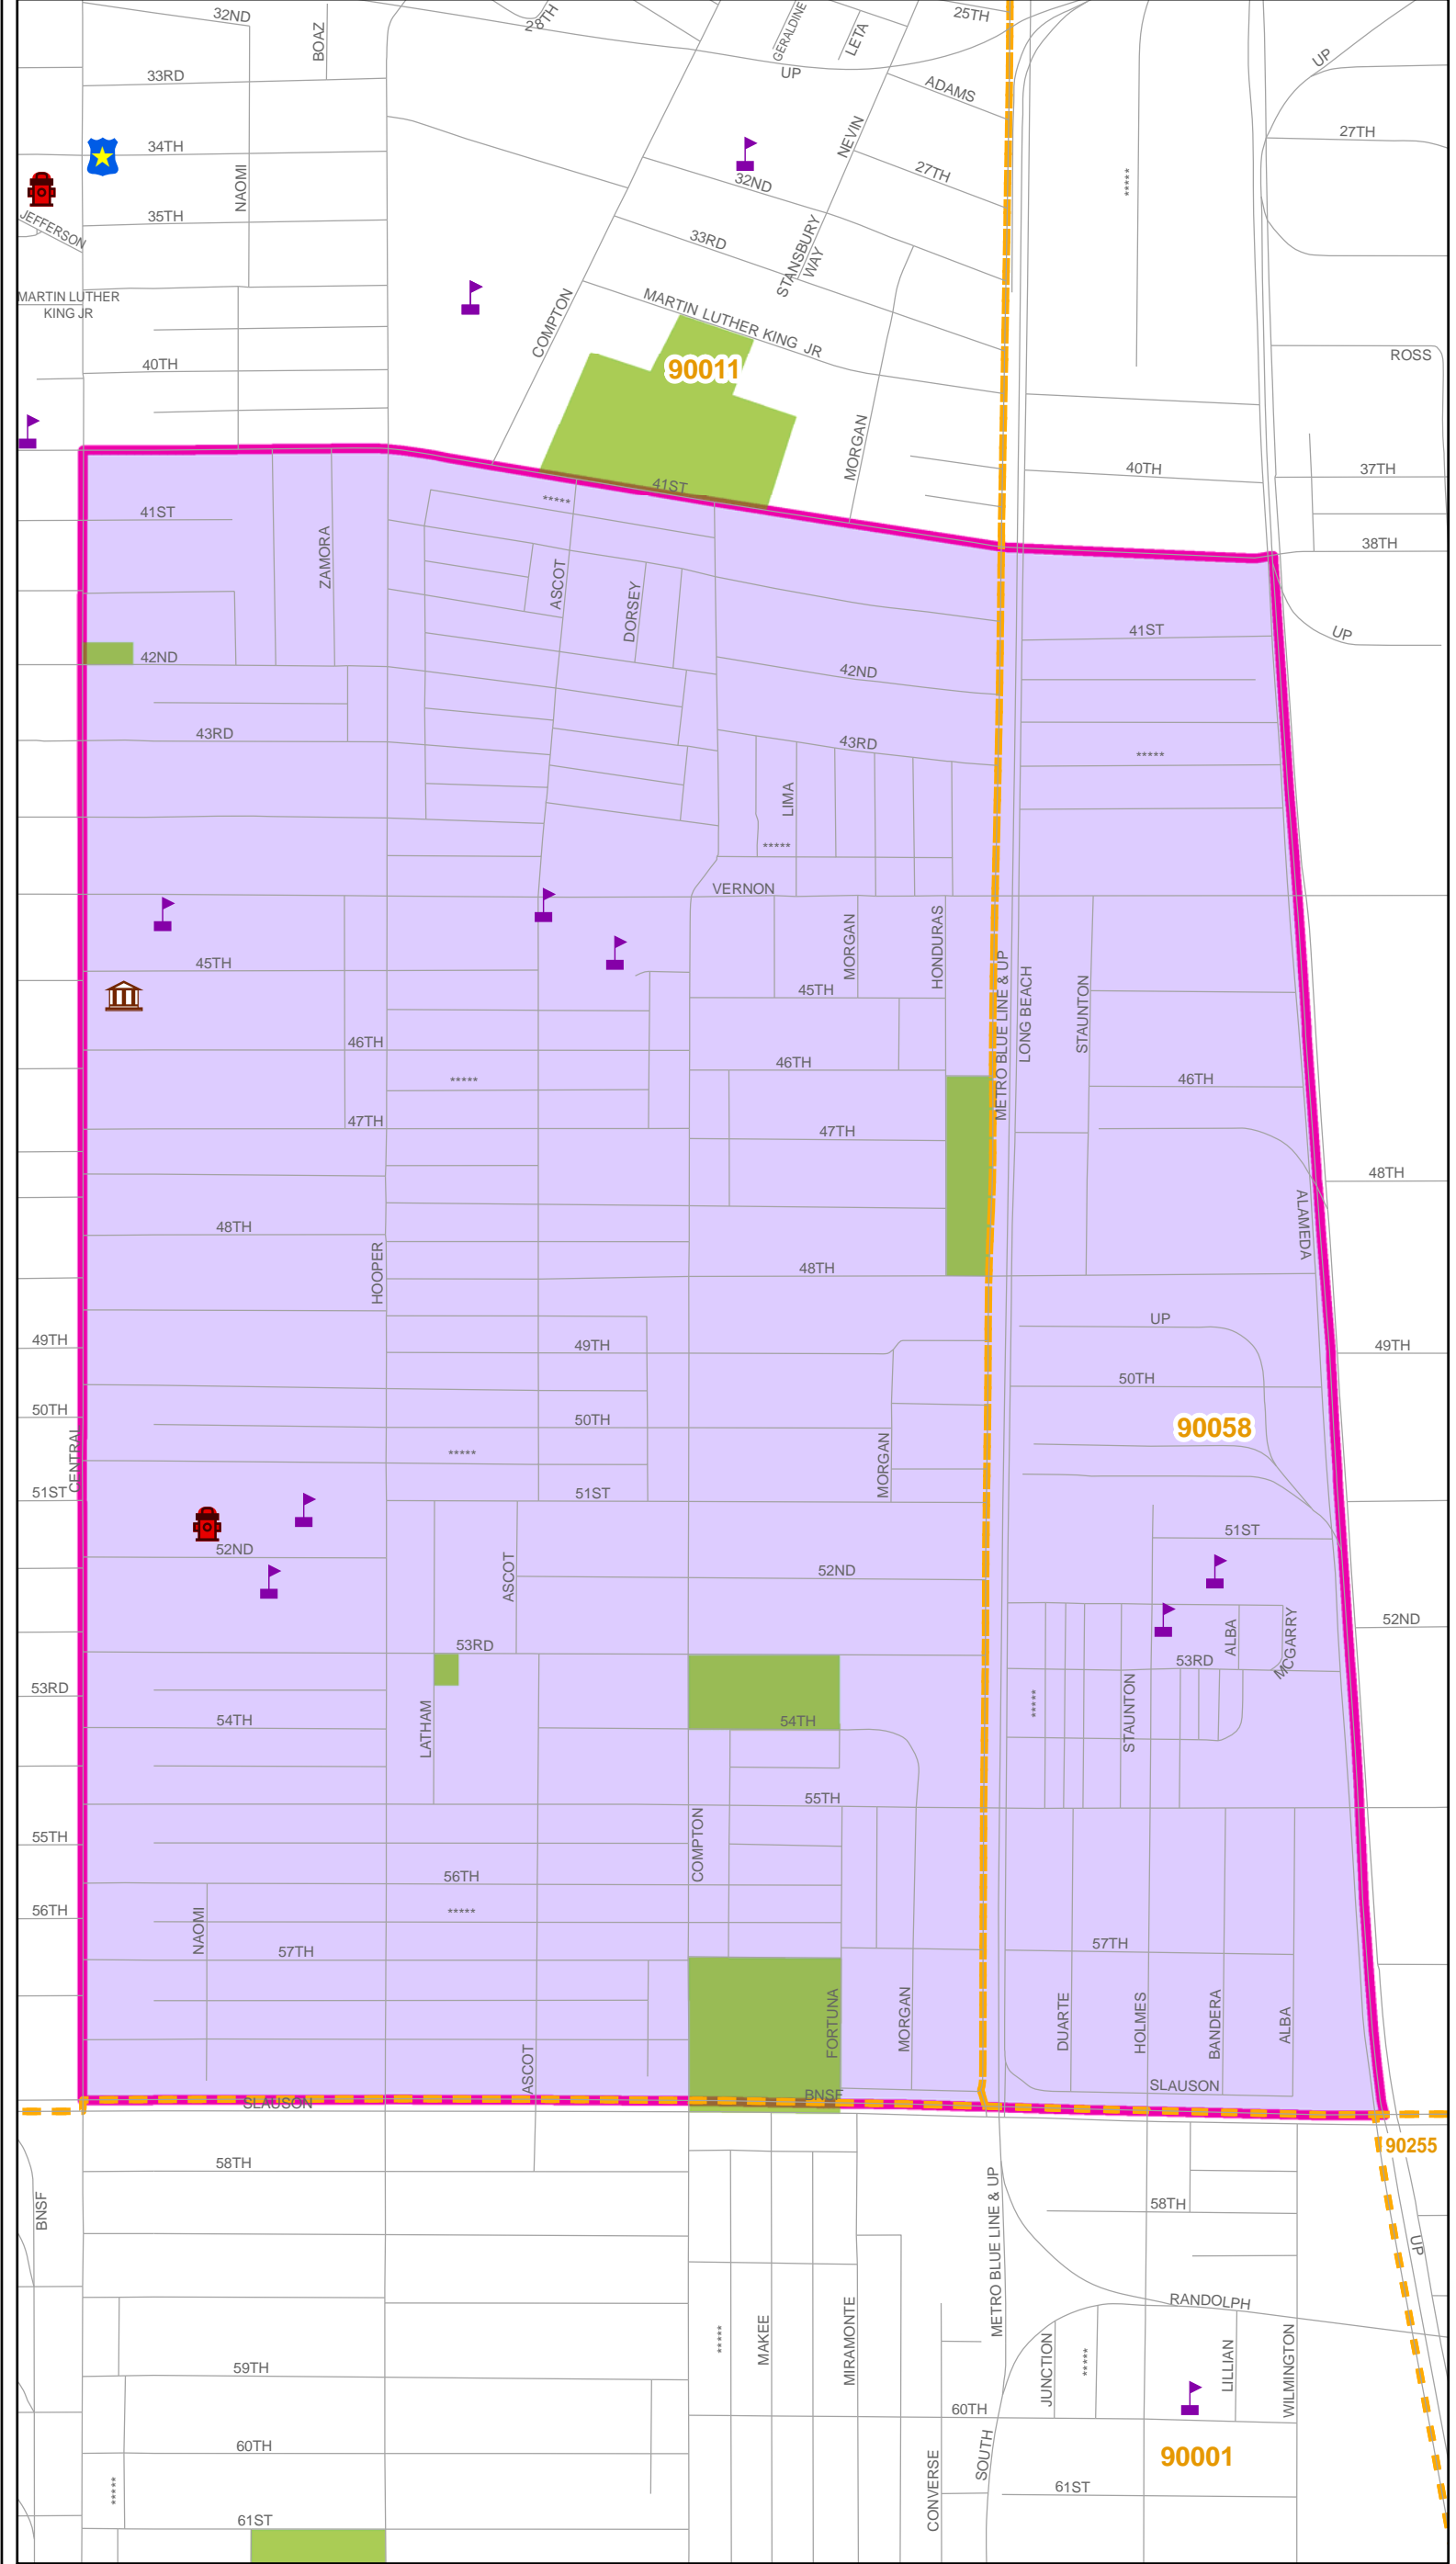 32ND
BOAZ
28TH
GERALDINE
LETA
25TH
UP
UP
33RD
ADAMS
34TH
NEVIN
27TH
27TH
*****
32ND
NAOMI
35TH
JEFFERSON
33RD
STANSBURY
WAY
MARTIN LUTHER
KING JR
MARTIN LUTHER KING JR
COMPTON
40TH
90011
ROSS
MORGAN
40TH
37TH
41ST
*****
41ST
38TH
ZAMORA
ASCOT
DORSEY
41ST
UP
42ND
42ND
43RD
43RD
*****
LIMA
*****
VERNON
MORGAN
HONDURAS
45TH
METRO BLUE LINE & UP
LONG BEACH
STAUNTON
45TH
46TH
46TH
*****
46TH
47TH
47TH
48TH
ALAMEDA
48TH
HOOPER
48TH
UP
49TH
49TH
49TH
50TH
50TH
50TH
90058
CENTRAL
*****
MORGAN
51ST
51ST
51ST
52ND
ASCOT
52ND
ALBA
MCGARRY
52ND
53RD
53RD
53RD
*****
STAUNTON
54TH
LATHAM
54TH
55TH
55TH
COMPTON
56TH
56TH
*****
NAOMI
57TH
57TH
FORTUNA
MORGAN
DUARTE
HOLMES
BANDERA
ALBA
ASCOT
SLAUSON
BNSF
SLAUSON
90255
58TH
BNSF
METRO BLUE LINE & UP
58TH
UP
RANDOLPH
*****
MAKEE
MIRAMONTE
JUNCTION
*****
LILLIAN
WILMINGTON
59TH
60TH
60TH
SOUTH
90001
*****
CONVERSE
61ST
61ST